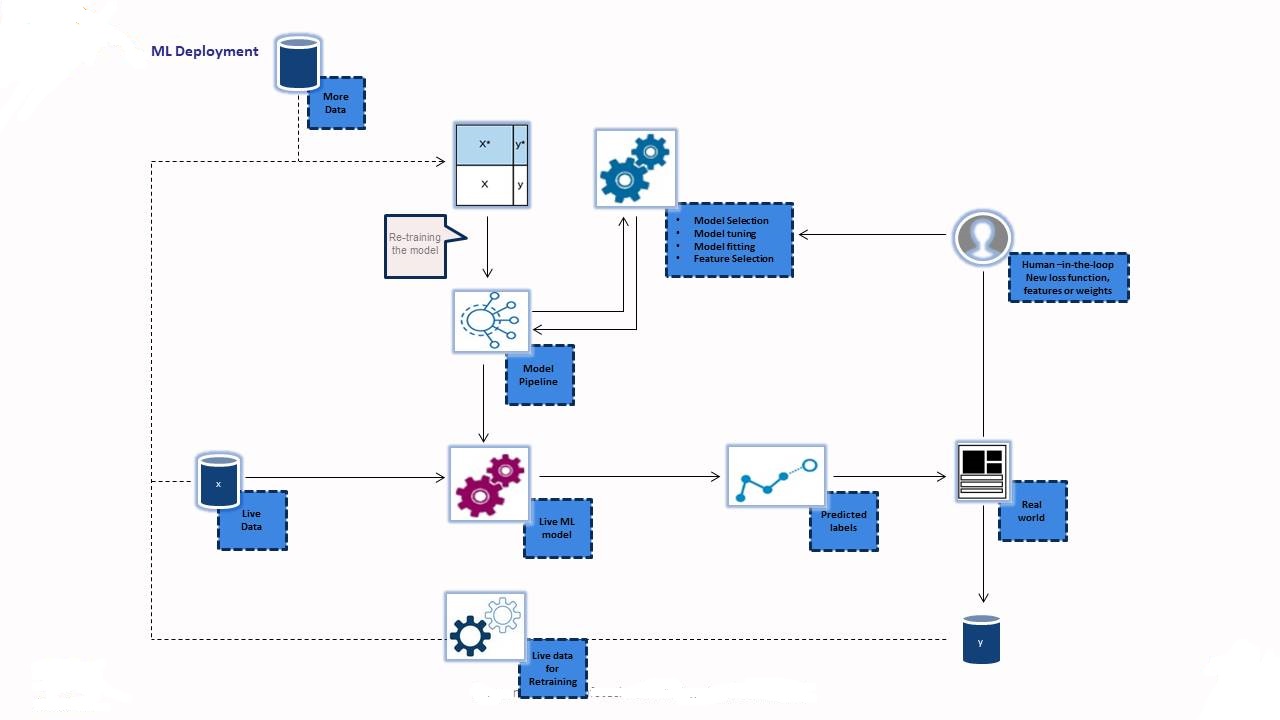 ML Deployment
More
Data
X*
y*
X
y
Re-training
the model
• Model Selection
• Model tuning
• Model fitting
• Feature Selection
Human –in-the-loop
New loss function,
features or weights
Model
Pipeline
x
Live
Data
Live ML
model
Predicted
labels
Real
world
y
Live data
for
Retraining